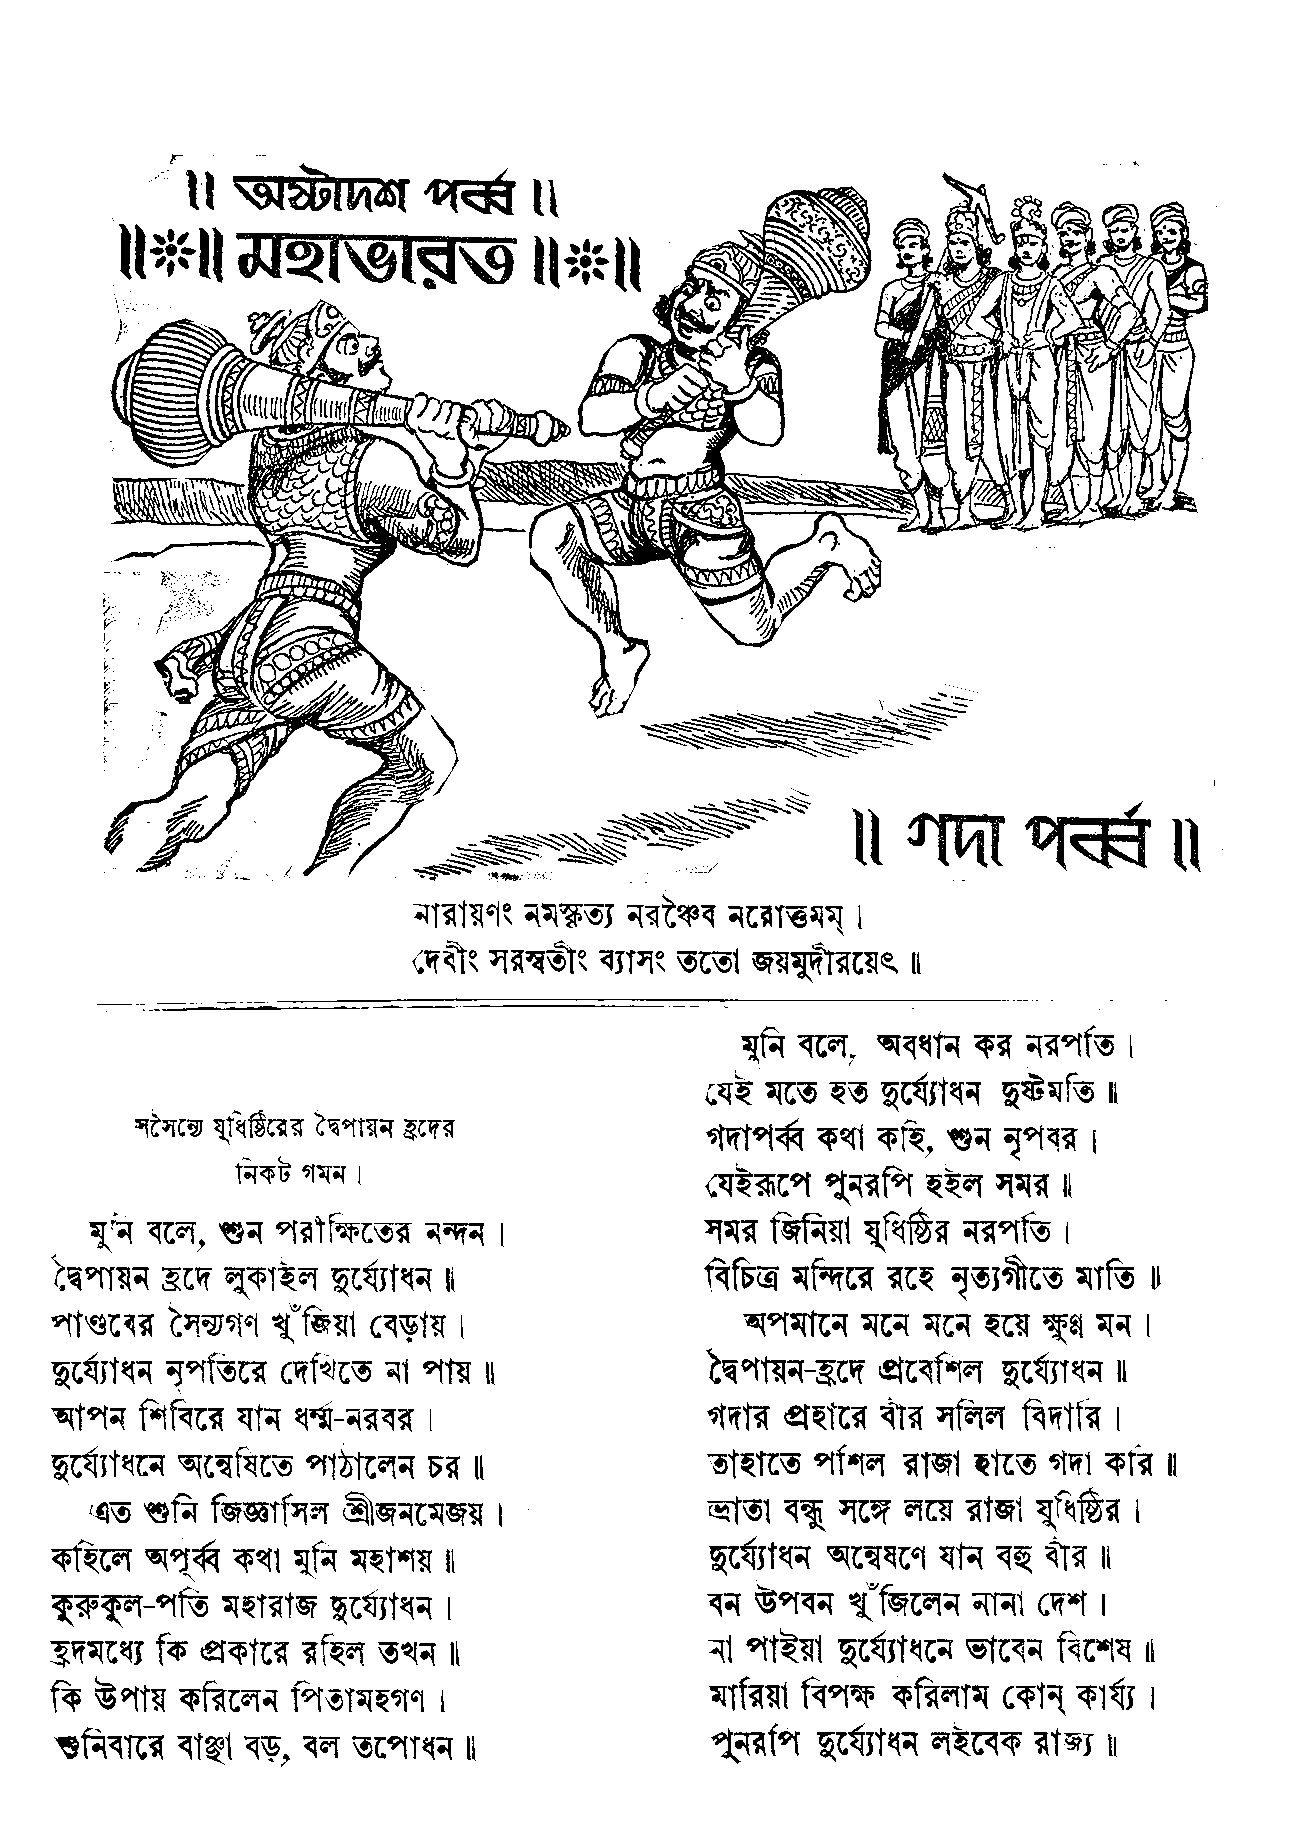 ॥ অষ্টাদশ পর্ব্ব ॥
॥※॥ মহাভারত ॥※॥
॥ গদা পর্ব্ব ॥
নারায়ণং নমস্কৃত্য নরঞ্চৈব নরোত্তমম্ ।
দেবীং সরস্বতীং ব্যাসং ততো জয়মুদীরয়েৎ ॥
সসৈন্যে যুধিষ্ঠিরের দ্বৈপায়ন হ্রদের
নিকট গমন ।
মুনি বলে, শুন পরীক্ষিতের নন্দন ।
দ্বৈপায়ন হ্রদে লুকাইল দুর্য্যোধন ॥
পাণ্ডবের সৈন্যগণ খুঁজিয়া বেড়ায় ।
দুর্য্যোধন নৃপতিরে দেখিতে না পায় ॥
আপন শিবিরে যান ধর্ম্ম-নরবর ।
দুর্য্যোধনে অন্বেষিতে পাঠালেন চর ॥
এত শুনি জিজ্ঞাসিল শ্রীজনমেজয় ।
কহিলে অপূর্ব্ব কথা মুনি মহাশয় ॥
কুরুকুল-পতি মহারাজ দুর্য্যোধন ।
হ্রদমধ্যে কি প্রকারে রহিল তখন ॥
কি উপায় করিলেন পিতামহগণ ।
শুনিবারে বাঞ্ছা বড়, বল তপোধন ॥
মুনি বলে, অবধান কর নরপতি ।
যেই মতে হত দুর্য্যোধন দুষ্টমতি ॥
গদাপর্ব্ব কথা কহি, শুন নৃপবর ।
যেইরূপে পুনরপি হইল সমর ॥
সমর জিনিয়া যুধিষ্ঠির নরপতি ।
বিচিত্র মন্দিরে রহে নৃত্যগীতে মাতি ॥
অপমানে মনে মনে হয়ে ক্ষুণ্ণ মন ।
দ্বৈপায়ন-হ্রদে প্রবেশিল দুর্য্যোধন ॥
গদার প্রহারে বীর সলিল বিদারি ।
তাহাতে পশিল রাজা হাতে গদা করি ॥
ভ্রাতা বন্ধু সঙ্গে লয়ে রাজা যুধিষ্ঠির ।
দুর্য্যোধন অন্বেষণে যান বহু বীর ॥
বন উপবন খুঁজিলেন নানা দেশ ।
না পাইয়া দুর্য্যোধনে ভাবেন বিশেষ ॥
মারিয়া বিপক্ষ করিলাম কোন্ কার্য্য ।
পুনরপি দুর্য্যোধন লইবেক রাজ্য ॥